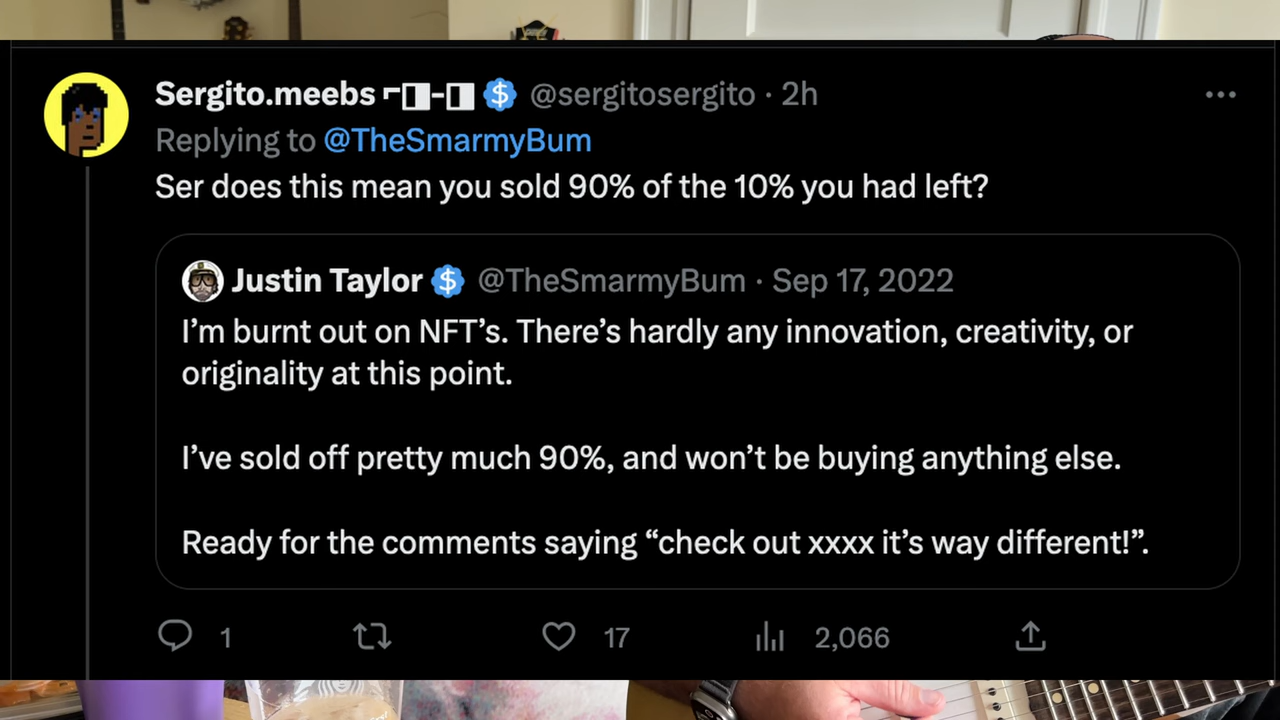 Sergito.meebs ⌐◨-◨ @sergitosergito · 2h
Replying to @TheSmarmyBum
Ser does this mean you sold 90% of the 10% you had left?
Justin Taylor @TheSmarmyBum · Sep 17, 2022
I’m burnt out on NFT’s. There’s hardly any innovation, creativity, or
originality at this point.
I’ve sold off pretty much 90%, and won’t be buying anything else.
Ready for the comments saying “check out xxxx it’s way different!”.
1
17
2,066